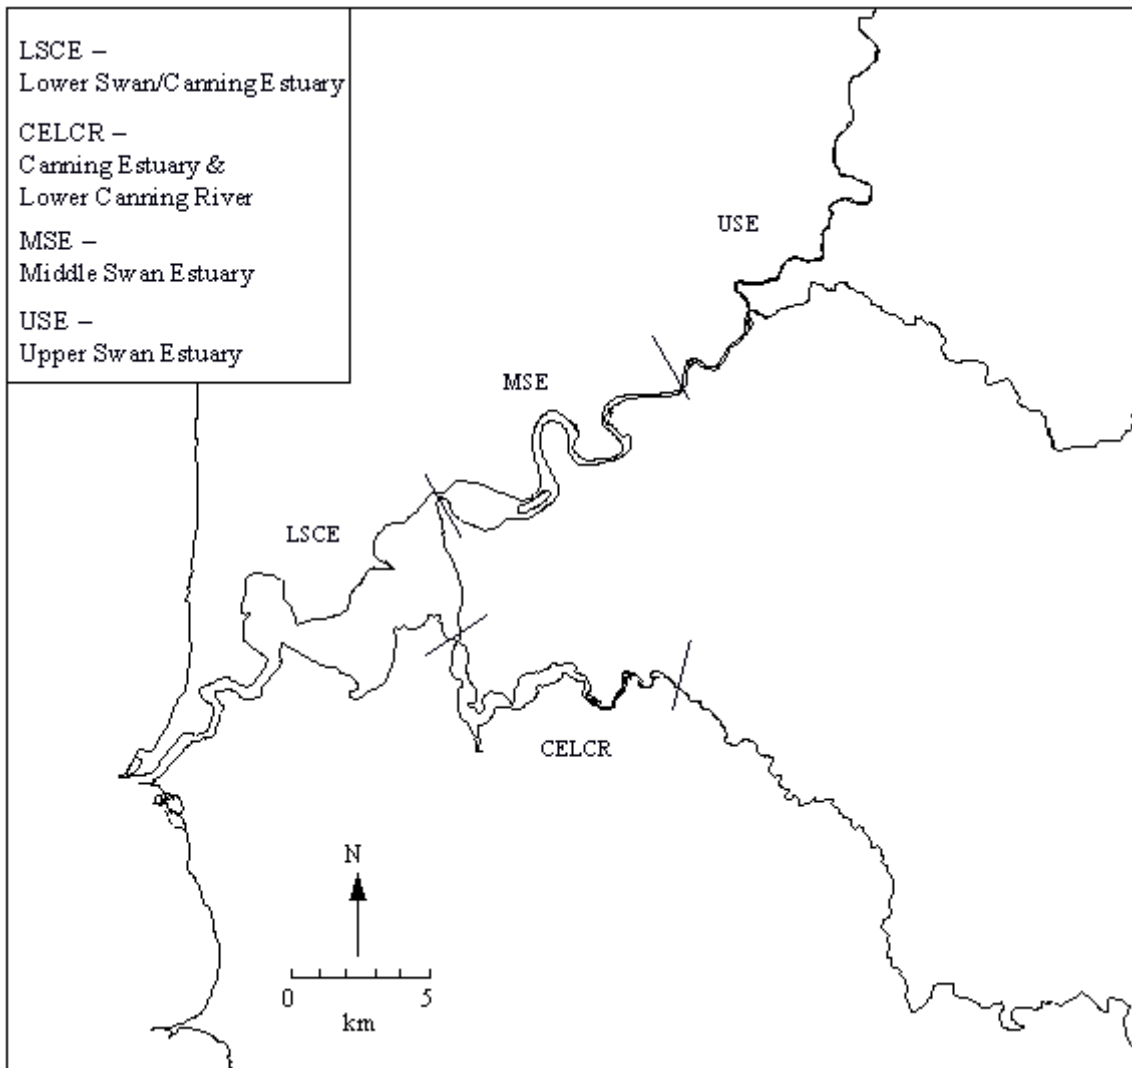 LSCE –
Lower Swan/Canning Estuary
CELCR –
Canning Estuary &
Lower Canning River
MSE –
Middle Swan Estuary
USE –
Upper Swan Estuary
USE
MSE
LSCE
CELCR
N
0 5
km